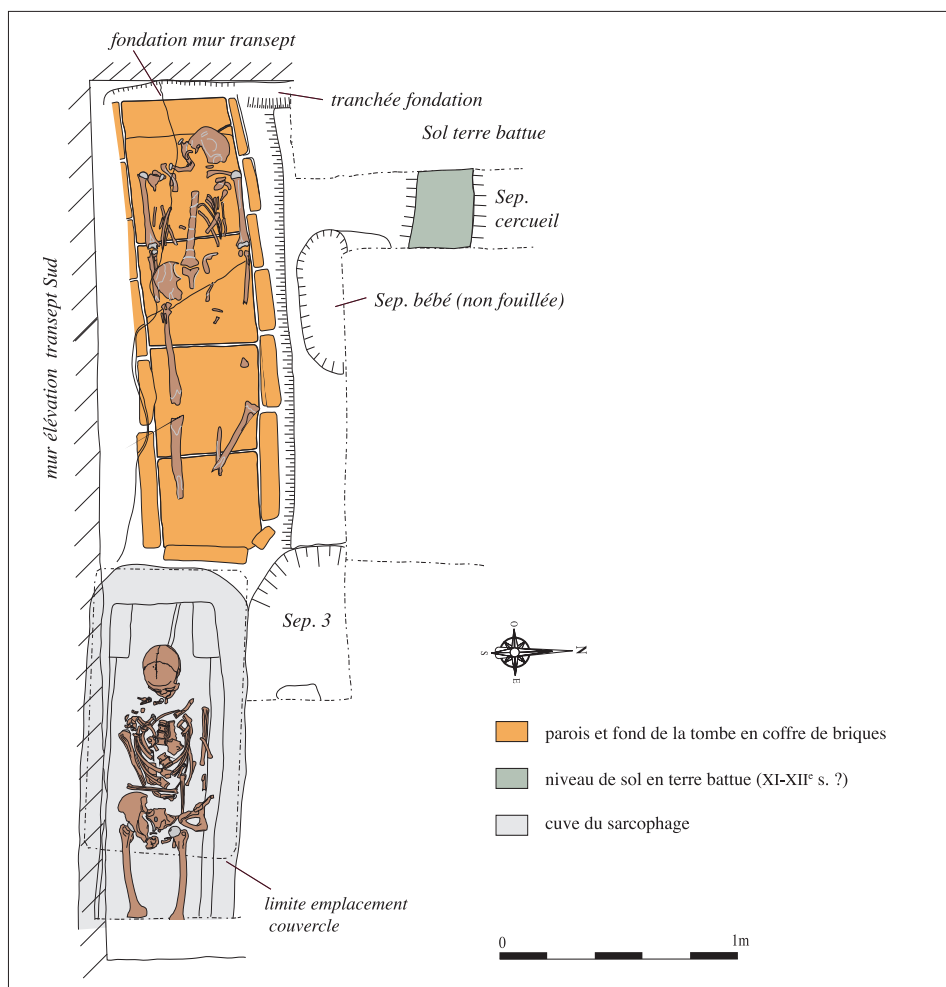 fondation mur transept
tranchée fondation
Sol terre battue
Sep.
cercueil
Sep. bébé (non fouillée)
mur élévation transept Sud
Sep. 3
O
S
N
E
parois et fond de la tombe en coffre de briques
niveau de sol en terre battue (XI-XIIᵉ s. ?)
cuve du sarcophage
limite emplacement
couvercle
0
1m